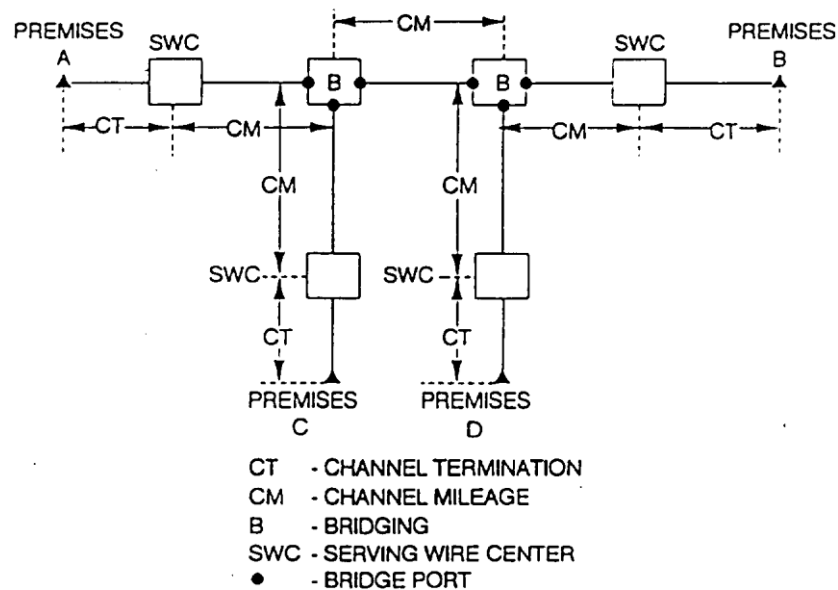 CM
PREMISES
A
SWC
SWC
PREMISES
B
B
B
CT
CM
CM
CT
CM
CM
SWC
SWC
CT
CT
PREMISES
C
PREMISES
D
CT - CHANNEL TERMINATION
CM - CHANNEL MILEAGE
B - BRIDGING
SWC - SERVING WIRE CENTER
● - BRIDGE PORT